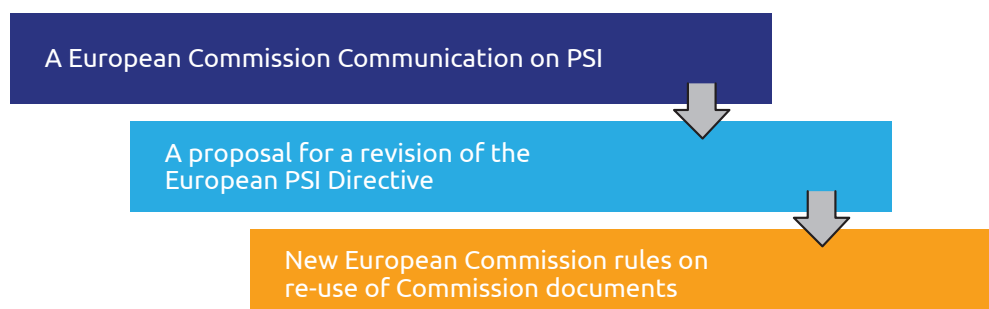 A European Commission Communication on PSI
A proposal for a revision of the
European PSI Directive
New European Commission rules on
re-use of Commission documents